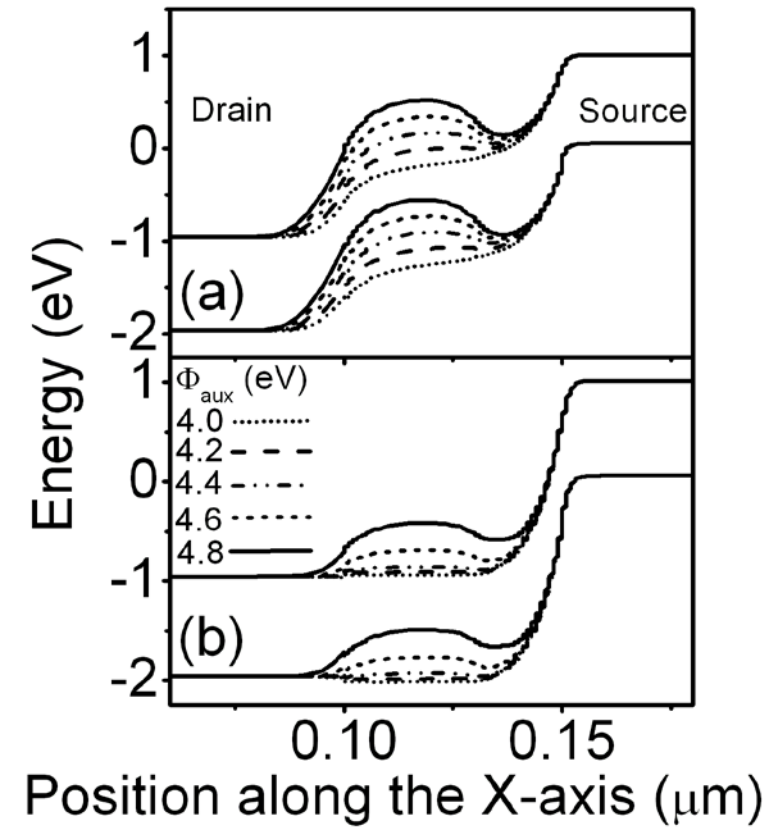 1
Drain
Source
0
-1
(a)
-2
Energy (eV)
1
Φaux (eV)
4.0
4.2
0
4.4
4.6
4.8
-1
(b)
-2
0.10 0.15
Position along the X-axis (μm)